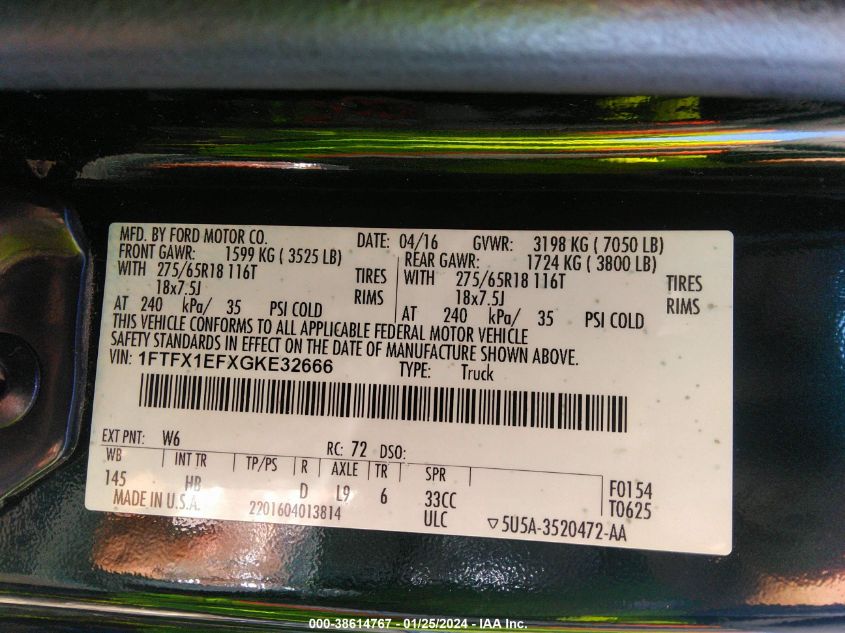 MFD. BY FORD MOTOR CO. DATE: 04/16 GVWR: 3198 KG ( 7050 LB)
FRONT GAWR: 1599 KG ( 3525 LB) REAR GAWR: 1724 KG ( 3800 LB)
WITH 275/65R18 116T TIRES WITH 275/65R18 116T TIRES
18x7.5J RIMS 18x7.5J RIMS
AT 240 kPa/ 35 PSI COLD AT 240 kPa/ 35 PSI COLD
THIS VEHICLE CONFORMS TO ALL APPLICABLE FEDERAL MOTOR VEHICLE
SAFETY STANDARDS IN EFFECT ON THE DATE OF MANUFACTURE SHOWN ABOVE.
VIN: 1FTFX1EFXGKE32666 TYPE: Truck
EXT PNT: W6 RC: 72 DSO:
WB INT TR TP/PS R AXLE TR SPR
145 HB D L9 6 33CC F0154
MADE IN U.S.A. 2201604013814 ULC T0625
▽5U5A-3520472-AA
000-38614767 - 01/25/2024 - IAA Inc.